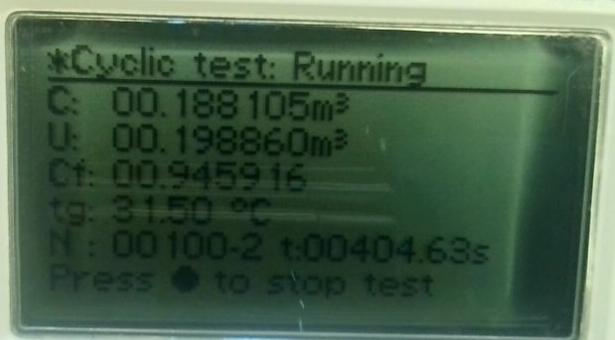 *Cyclic test: Running
C: 00.188105m³
U: 00.198860m³
Cf: 00.945916
tg: 31.50 °C
N : 00100-2 t:00404.63s
Press ● to stop test